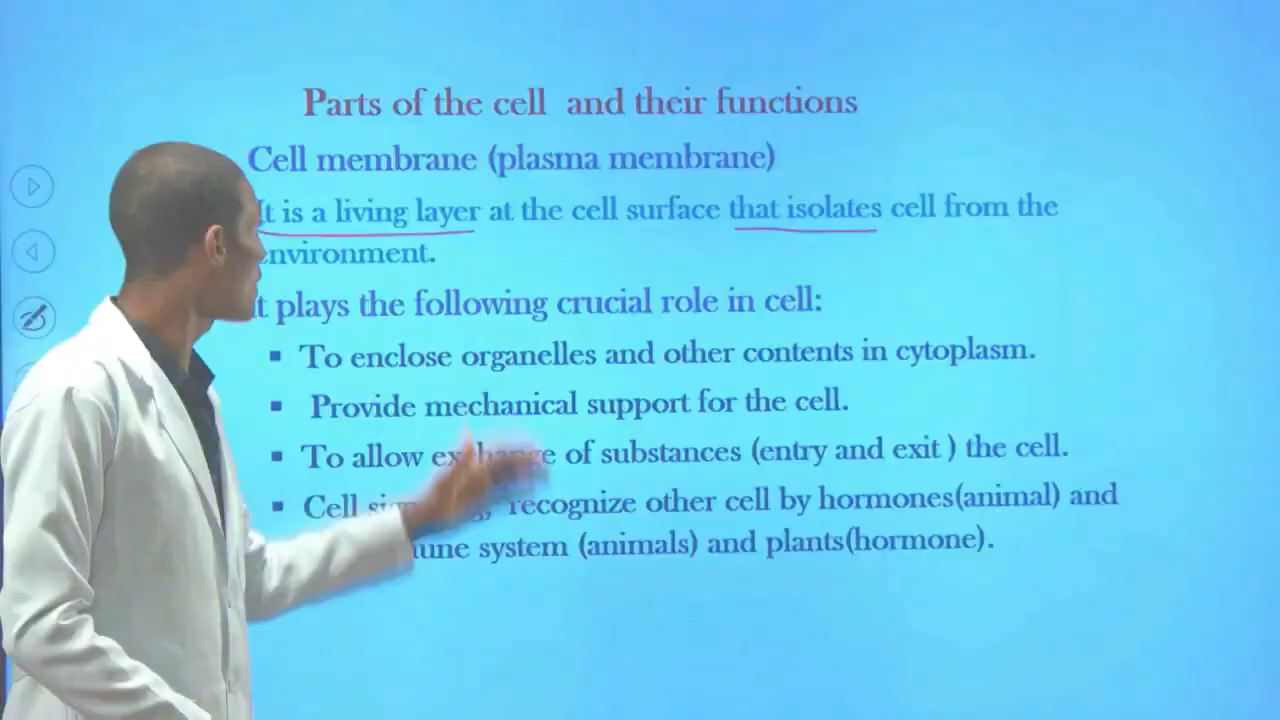 Parts of the cell and their functions
Cell membrane (plasma membrane)
It is a living layer at the cell surface that isolates cell from the
environment.
It plays the following crucial role in cell:
▪ To enclose organelles and other contents in cytoplasm.
▪ Provide mechanical support for the cell.
▪ To allow exchange of substances (entry and exit ) the cell.
▪ Cell recognize other cell by hormones(animal) and
system (animals) and plants(hormone).